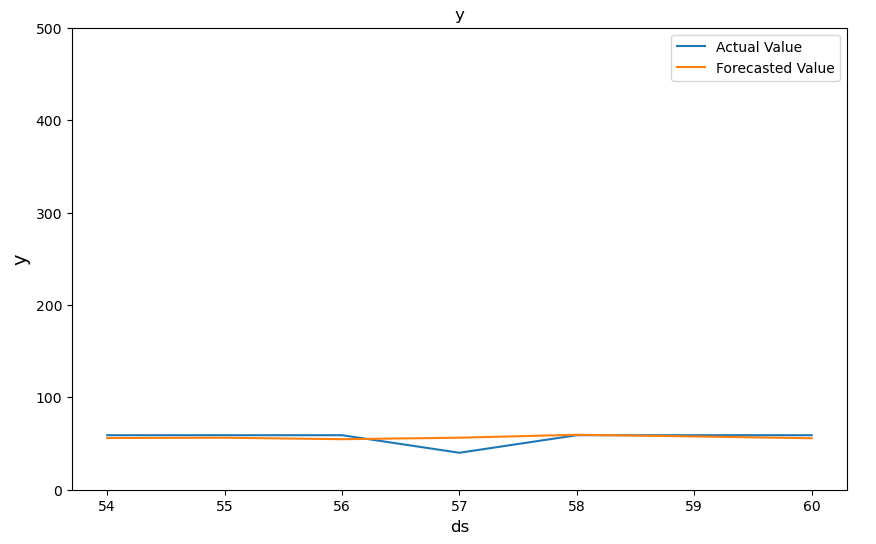 y
Actual Value
Forecasted Value
500
400
300
200
100
0
y
54 55 56 57 58 59 60
ds